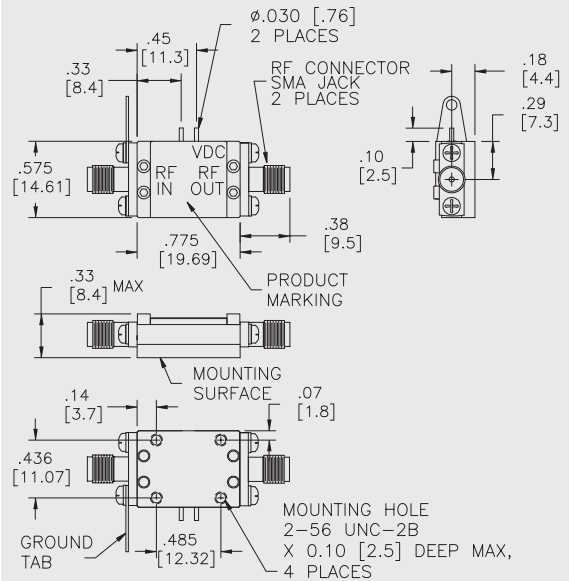 ø.030 [.76]
2 PLACES
.45
[11.3]
.33
[8.4]
RF CONNECTOR
SMA JACK
2 PLACES
.18
[4.4]
.29
[7.3]
.10
[2.5]
VDC
RF
IN
RF
OUT
.575
[14.61]
.775
[19.69]
.38
[9.5]
PRODUCT
MARKING
.33
[8.4] MAX
MOUNTING
SURFACE
.14
[3.7]
.07
[1.8]
.436
[11.07]
GROUND
TAB
.485
[12.32]
MOUNTING HOLE
2-56 UNC-2B
X 0.10 [2.5] DEEP MAX,
4 PLACES